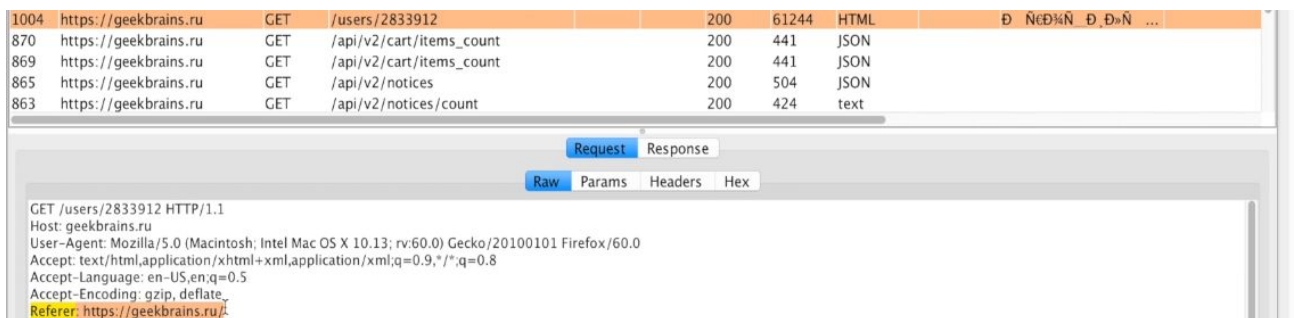 1004 https://geekbrains.ru GET /users/2833912 200 61244 HTML Ð Ñ€Ð¾Ñ_Ð¸Ð»Ñ ...
870 https://geekbrains.ru GET /api/v2/cart/items_count 200 441 JSON
869 https://geekbrains.ru GET /api/v2/cart/items_count 200 441 JSON
865 https://geekbrains.ru GET /api/v2/notices 200 504 JSON
863 https://geekbrains.ru GET /api/v2/notices/count 200 424 text
Request Response
Raw Params Headers Hex
GET /users/2833912 HTTP/1.1
Host: geekbrains.ru
User-Agent: Mozilla/5.0 (Macintosh; Intel Mac OS X 10.13; rv:60.0) Gecko/20100101 Firefox/60.0
Accept: text/html,application/xhtml+xml,application/xml;q=0.9,*/*;q=0.8
Accept-Language: en-US,en;q=0.5
Accept-Encoding: gzip, deflate
Referer: https://geekbrains.ru/